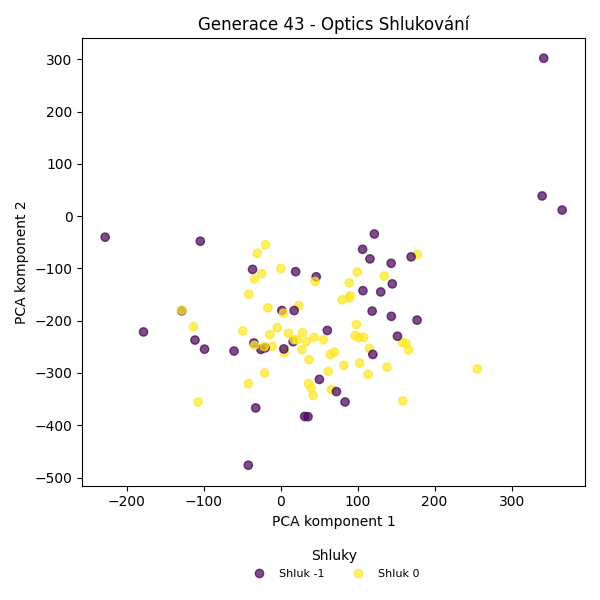 Generace 43 - Optics Shlukování
PCA komponent 2
300
200
100
0
−100
−200
−300
−400
−500
−200 −100 0 100 200 300
PCA komponent 1
Shluky
Shluk -1 Shluk 0